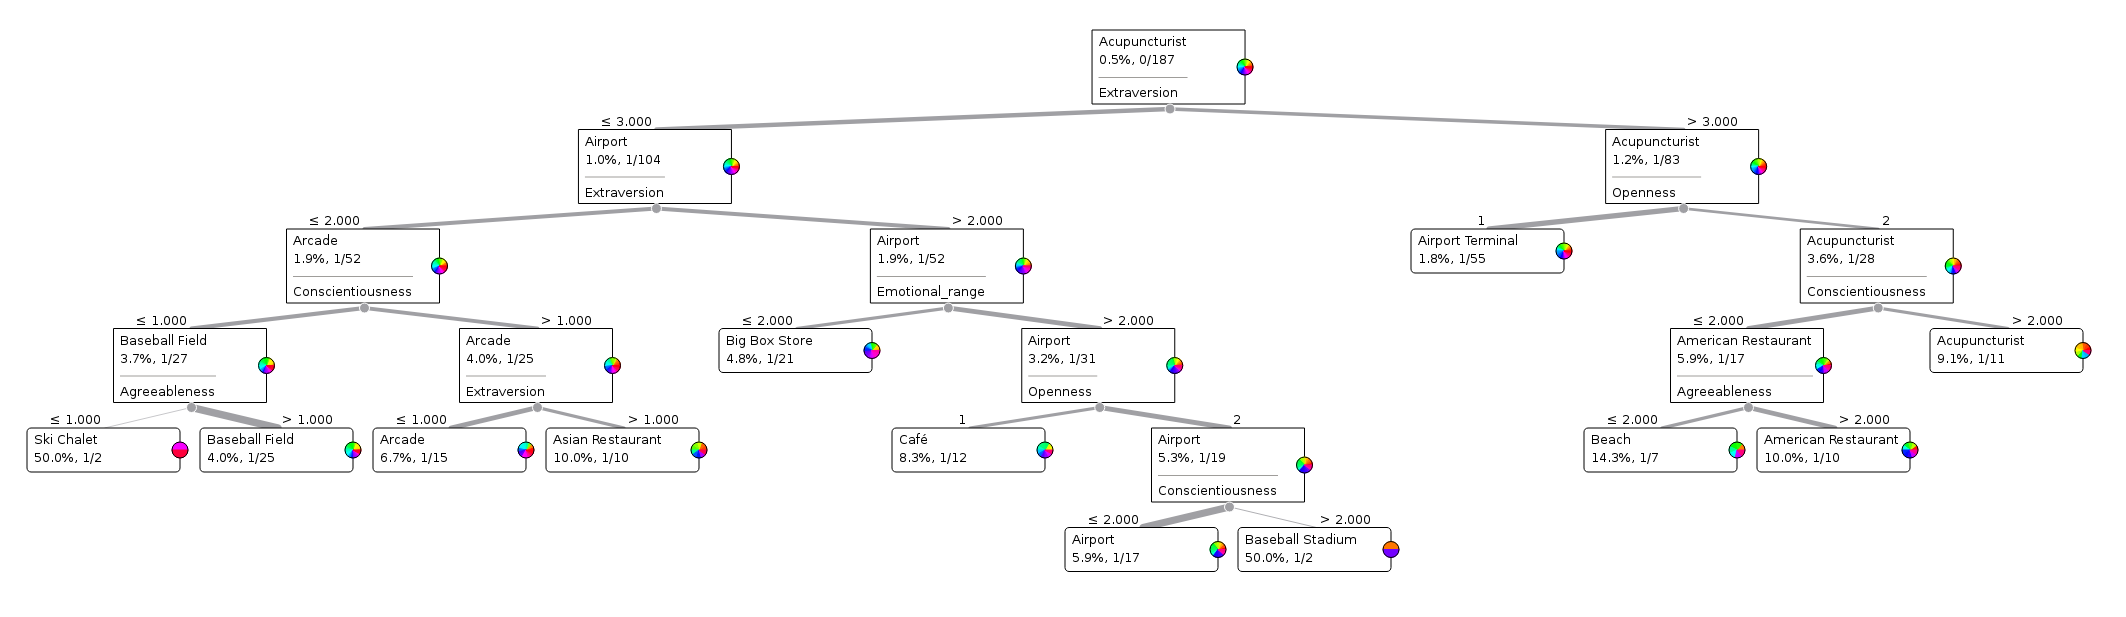 Acupuncturist
0.5%, 0/187
Extraversion
≤ 3.000
> 3.000
Airport
1.0%, 1/104
Extraversion
Acupuncturist
1.2%, 1/83
Openness
≤ 2.000
> 2.000
1
2
Arcade
1.9%, 1/52
Conscientiousness
Airport
1.9%, 1/52
Emotional_range
Airport Terminal
1.8%, 1/55
Acupuncturist
3.6%, 1/28
Conscientiousness
≤ 1.000
> 1.000
≤ 2.000
> 2.000
≤ 2.000
> 2.000
Baseball Field
3.7%, 1/27
Agreeableness
Arcade
4.0%, 1/25
Extraversion
Big Box Store
4.8%, 1/21
Airport
3.2%, 1/31
Openness
American Restaurant
5.9%, 1/17
Agreeableness
Acupuncturist
9.1%, 1/11
≤ 1.000
> 1.000
≤ 1.000
> 1.000
1
2
≤ 2.000
> 2.000
Ski Chalet
50.0%, 1/2
Baseball Field
4.0%, 1/25
Arcade
6.7%, 1/15
Asian Restaurant
10.0%, 1/10
Café
8.3%, 1/12
Airport
5.3%, 1/19
Conscientiousness
Beach
14.3%, 1/7
American Restaurant
10.0%, 1/10
≤ 2.000
> 2.000
Airport
5.9%, 1/17
Baseball Stadium
50.0%, 1/2